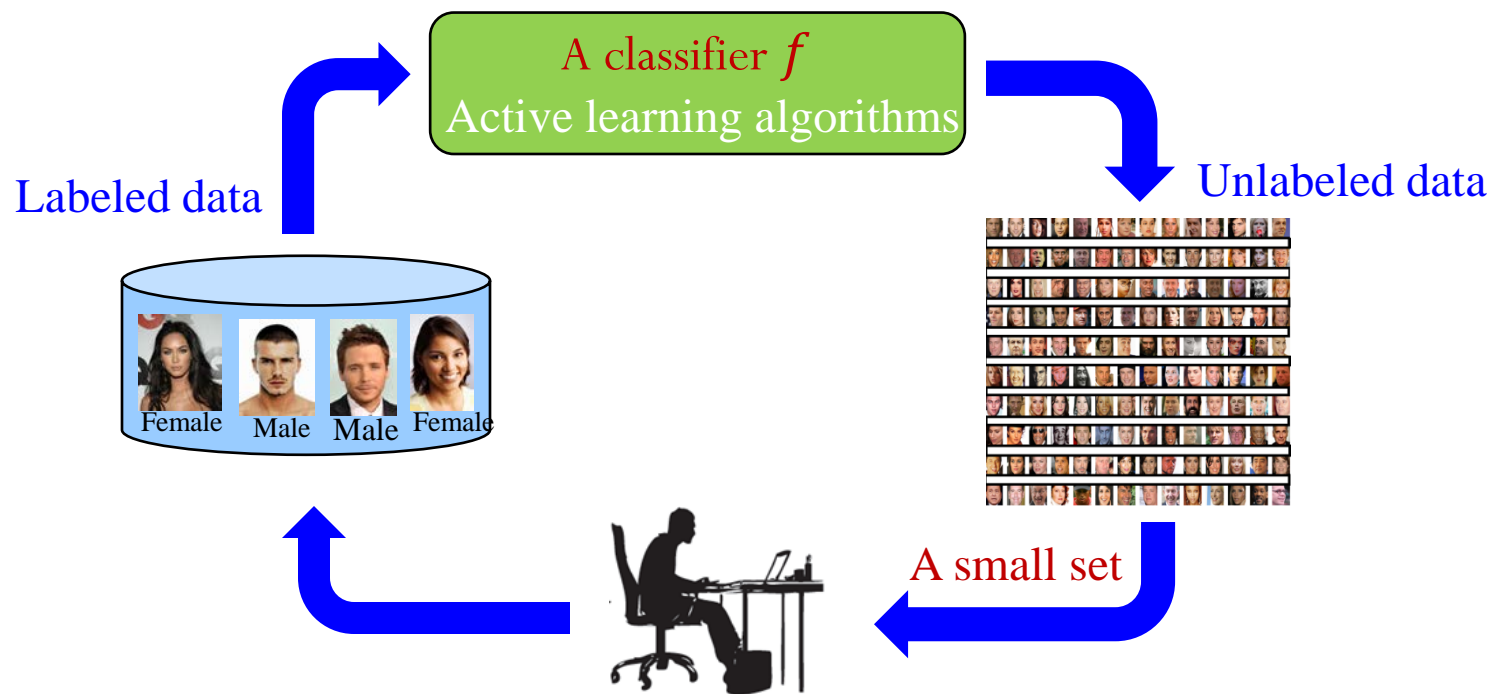 A classifier f
Active learning algorithms
Labeled data
Unlabeled data
Female
Male
Male
Female
A small set